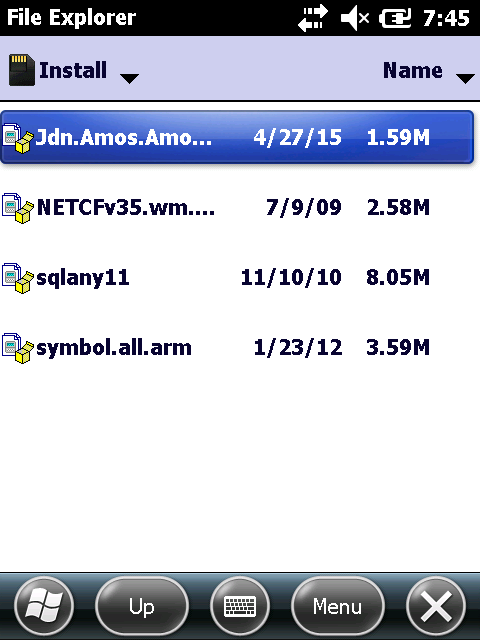 File Explorer 7:45
Install Name
Jdn.Amos.Amo... 4/27/15 1.59M
NETCFv35.wm.... 7/9/09 2.58M
sqlany11 11/10/10 8.05M
symbol.all.arm 1/23/12 3.59M
Up Menu